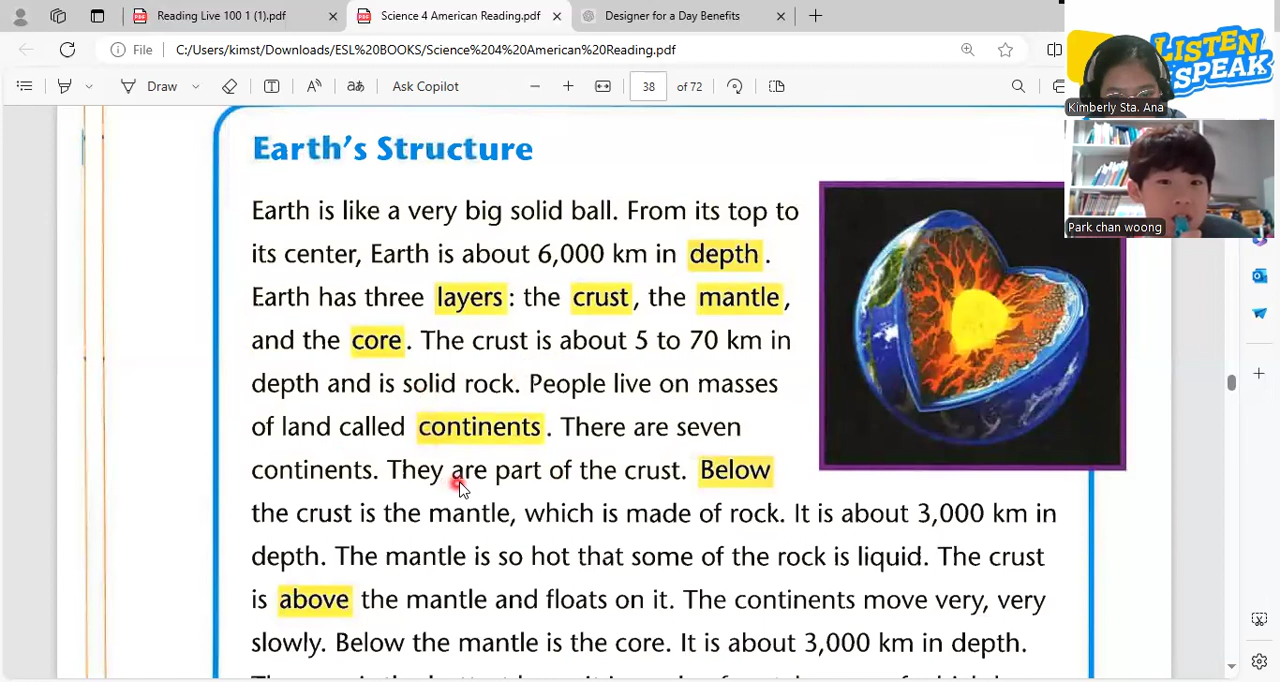 Reading Live 100 1 (1).pdf
Science 4 American Reading.pdf
Designer for a Day Benefits
File
C:/Users/kimst/Downloads/ESL%20BOOKS/Science%204%20American%20Reading.pdf
LISTEN
SPEAK
Draw
aあ
Ask Copilot
38
of 72
Kimberly Sta. Ana
Park chan woong
Earth's Structure
Earth is like a very big solid ball. From its top to
its center, Earth is about 6,000 km in depth.
Earth has three layers: the crust, the mantle,
and the core. The crust is about 5 to 70 km in
depth and is solid rock. People live on masses
of land called continents. There are seven
continents. They are part of the crust. Below
the crust is the mantle, which is made of rock. It is about 3,000 km in
depth. The mantle is so hot that some of the rock is liquid. The crust
is above the mantle and floats on it. The continents move very, very
slowly. Below the mantle is the core. It is about 3,000 km in depth.